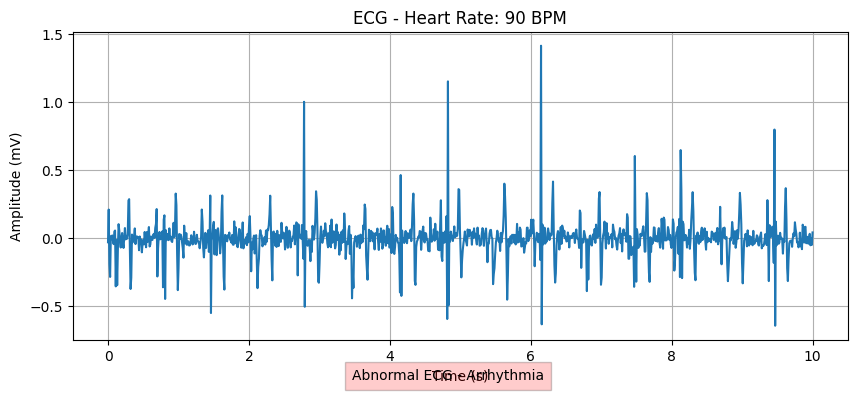 ECG - Heart Rate: 90 BPM
Amplitude (mV)
1.5
1.0
0.5
0.0
−0.5
0 2 4 6 8 10
Time (s)
Abnormal ECG - Arrhythmia